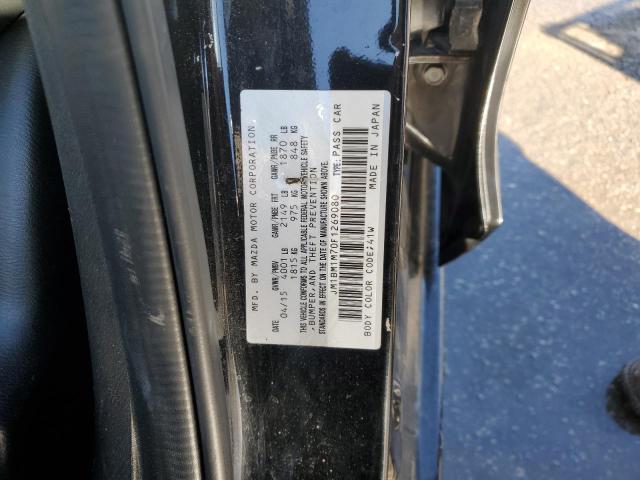 MFD. BY MAZDA MOTOR CORPORATION.
DATE GVWR/PMBV GAWR/PNBE FRT GAWR/PNBE RR
04/15 4001 LB 2149 LB 1870 LB
1815 KG 975 KG 848 KG
THIS VEHICLE CONFORMS TO ALL APPLICABLE FEDERAL MOTOR VEHICLE SAFETY
, BUMPER, AND THEFT PREVENTION
STANDARDS IN EFFECT ON THE DATE OF MANUFACTURE SHOWN ABOVE.
JM1BM1M70F1269080 TYPE: PASS CAR
BODY COLOR CODE: 41W MADE IN JAPAN